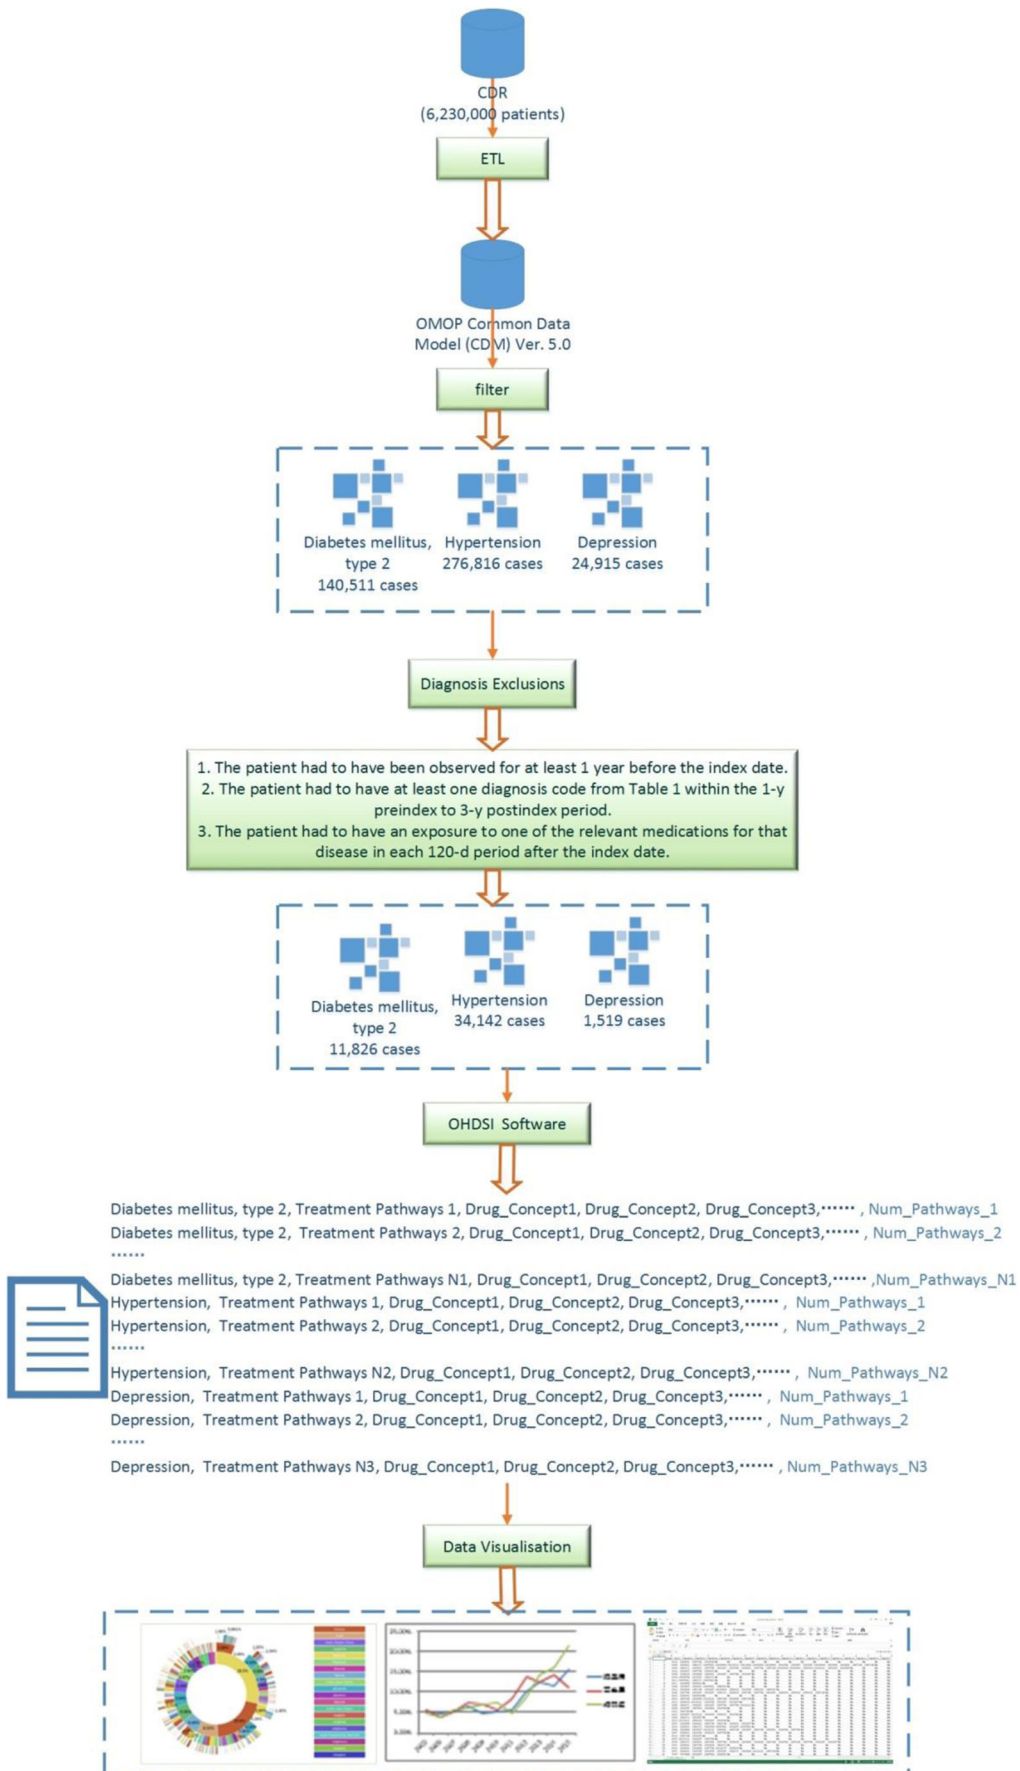 CDR
(6,230,000 patients)
ETL
OMOP Common Data
Model (CDM) Ver. 5.0
filter
Diabetes mellitus,
type 2
140,511 cases
Hypertension
276,816 cases
Depression
24,915 cases
Diagnosis Exclusions
1. The patient had to have been observed for at least 1 year before the index date.
2. The patient had to have at least one diagnosis code from Table 1 within the 1-y
preindex to 3-y postindex period.
3. The patient had to have an exposure to one of the relevant medications for that
disease in each 120-d period after the index date.
Diabetes mellitus,
type 2
11,826 cases
Hypertension
34,142 cases
Depression
1,519 cases
OHDSI Software
Diabetes mellitus, type 2, Treatment Pathways 1, Drug_Concept1, Drug_Concept2, Drug_Concept3,······ , Num_Pathways_1
Diabetes mellitus, type 2, Treatment Pathways 2, Drug_Concept1, Drug_Concept2, Drug_Concept3,······ , Num_Pathways_2
······
Diabetes mellitus, type 2, Treatment Pathways N1, Drug_Concept1, Drug_Concept2, Drug_Concept3,······ ,Num_Pathways_N1
Hypertension, Treatment Pathways 1, Drug_Concept1, Drug_Concept2, Drug_Concept3,······ , Num_Pathways_1
Hypertension, Treatment Pathways 2, Drug_Concept1, Drug_Concept2, Drug_Concept3,······ , Num_Pathways_2
······
Hypertension, Treatment Pathways N2, Drug_Concept1, Drug_Concept2, Drug_Concept3,······ , Num_Pathways_N2
Depression, Treatment Pathways 1, Drug_Concept1, Drug_Concept2, Drug_Concept3,······ , Num_Pathways_1
Depression, Treatment Pathways 2, Drug_Concept1, Drug_Concept2, Drug_Concept3,······ , Num_Pathways_2
······
Depression, Treatment Pathways N3, Drug_Concept1, Drug_Concept2, Drug_Concept3,······ , Num_Pathways_N3
Data Visualisation